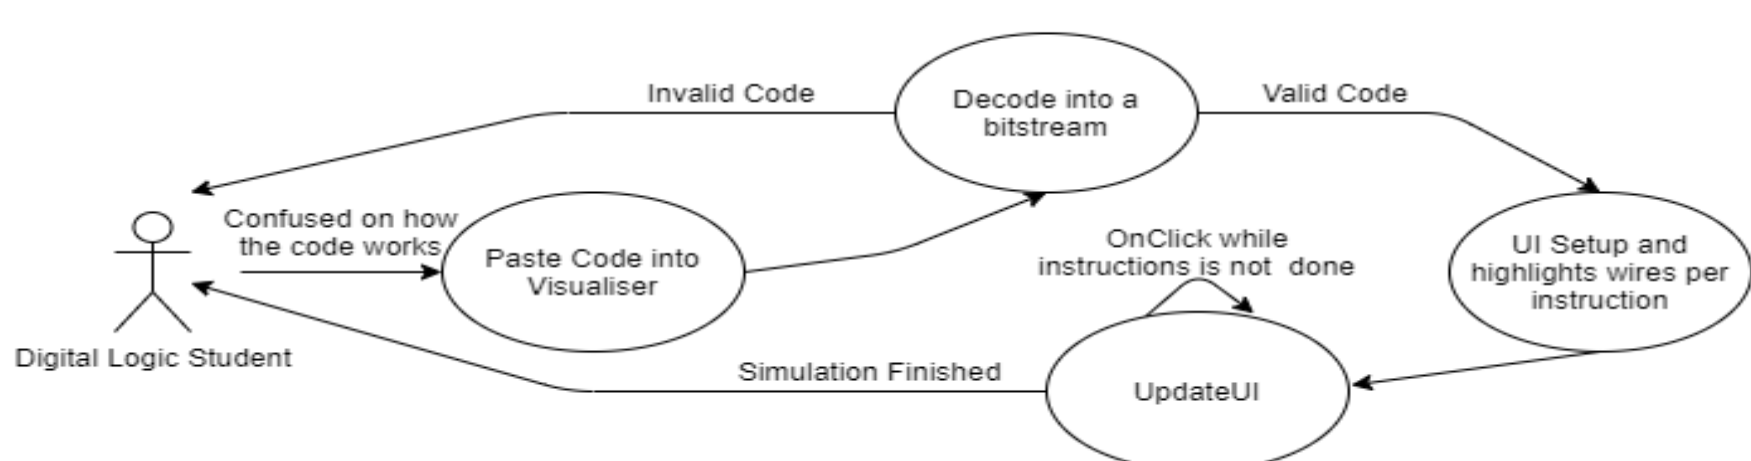 Invalid Code
Decode into a
bitstream
Valid Code
Confused on how
the code works
Paste Code into
Visualiser
OnClick while
instructions is not  done
UI Setup and
highlights wires per
instruction
Digital Logic Student
Simulation Finished
UpdateUI